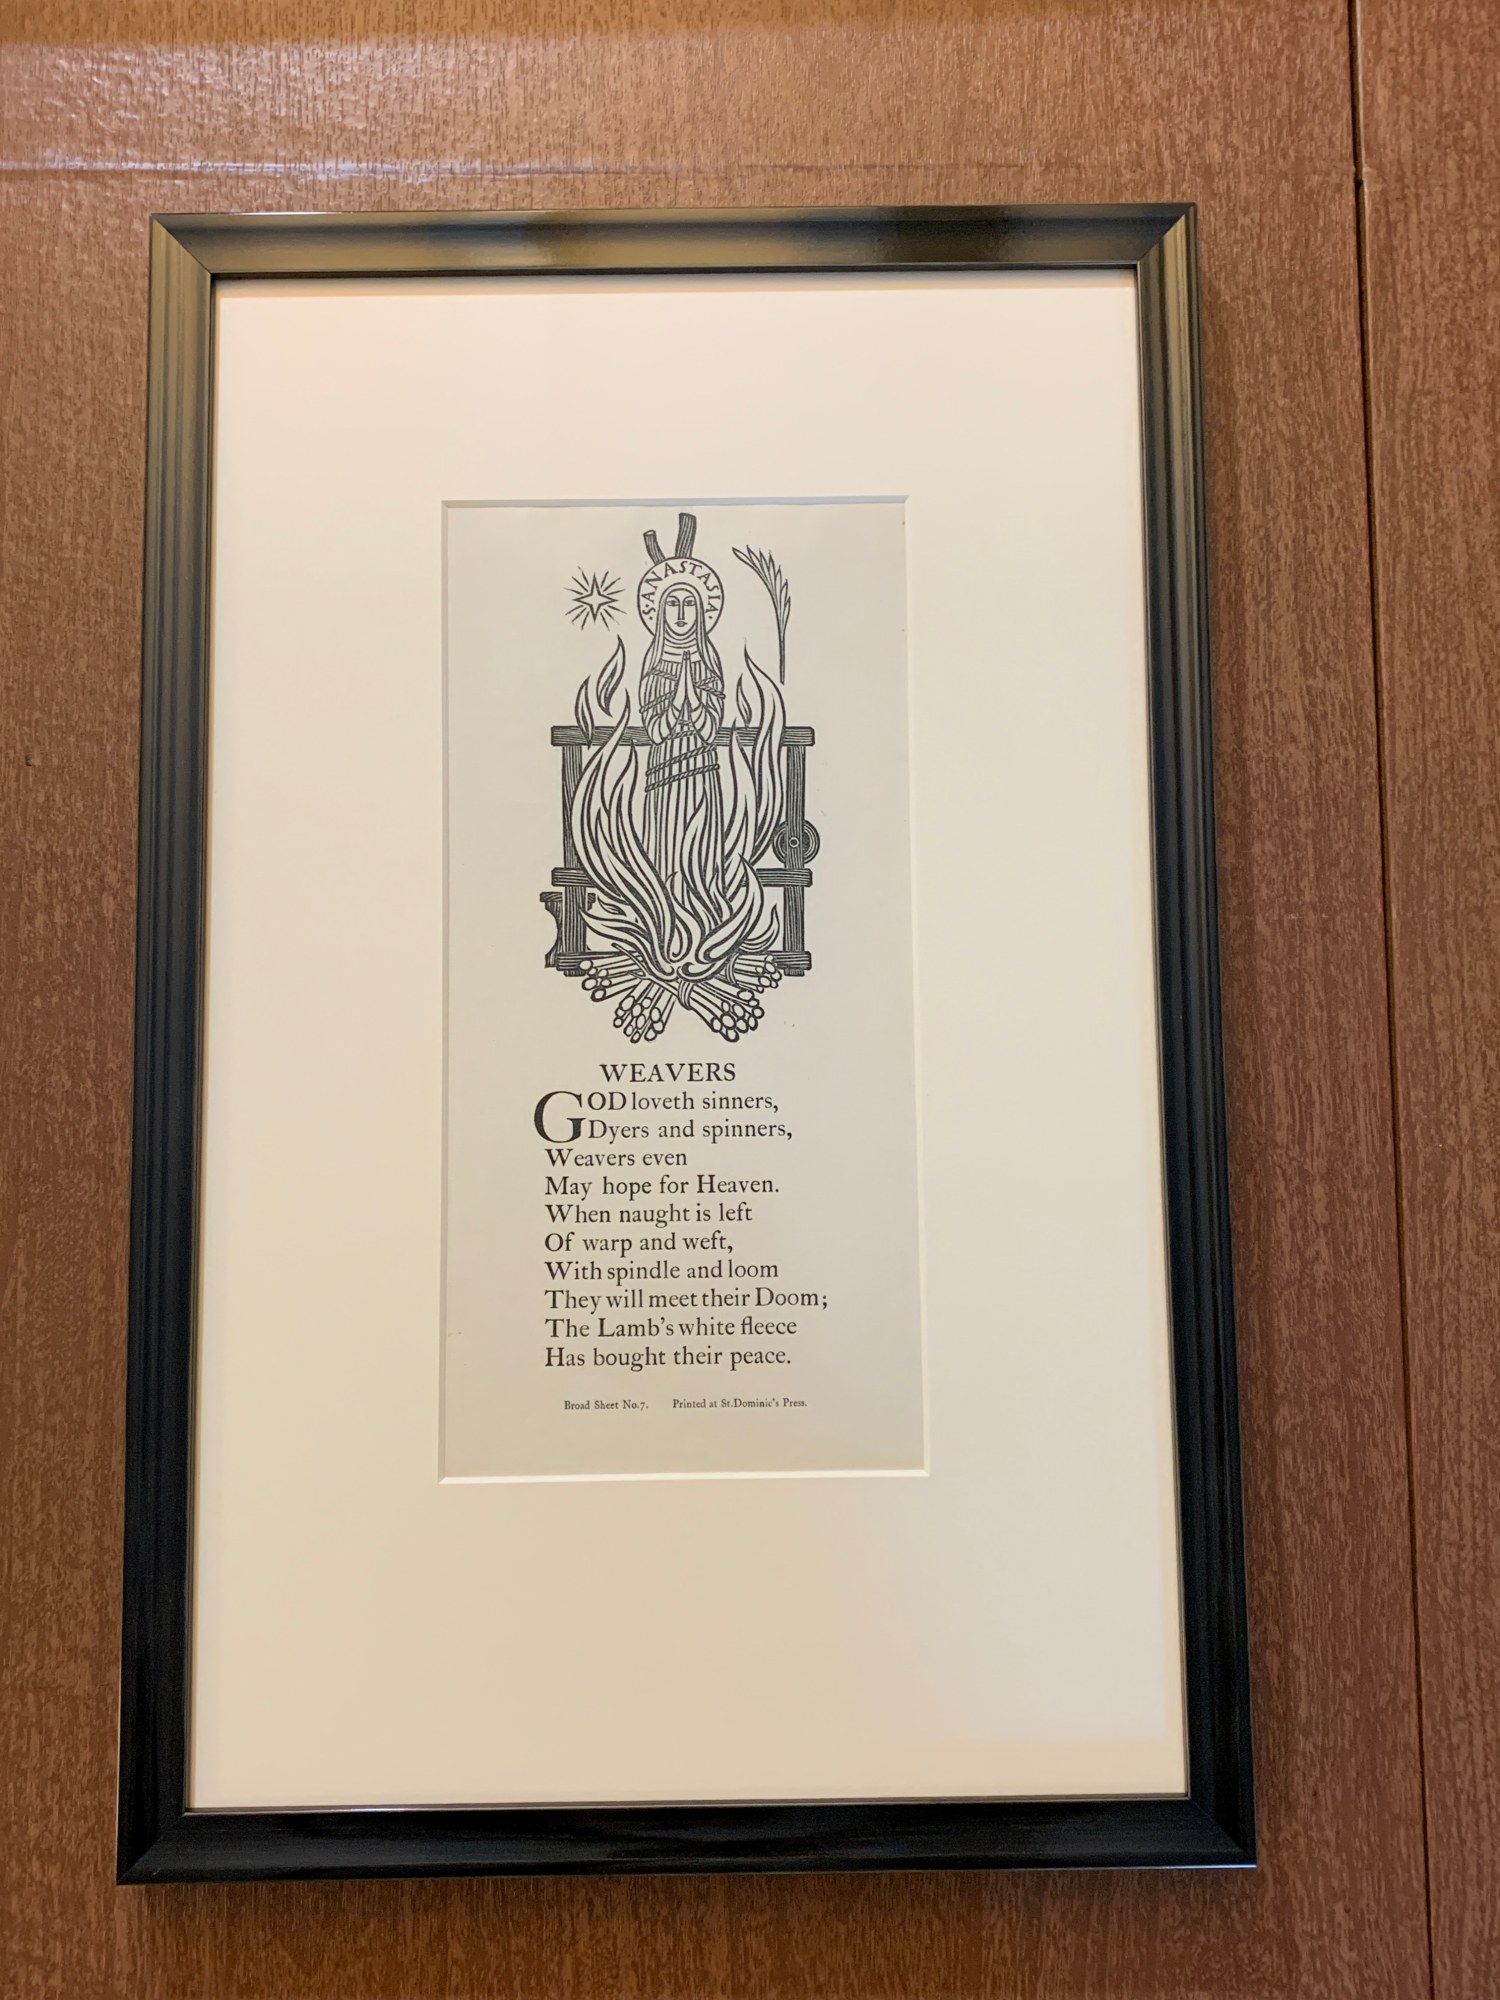 S·ANASTASIA·
WEAVERS
GOD loveth sinners,
Dyers and spinners,
Weavers even
May hope for Heaven.
When naught is left
Of warp and weft,
With spindle and loom
They will meet their Doom;
The Lamb's white fleece
Has bought their peace.
Broad Sheet No.7. Printed at St.Dominic's Press.